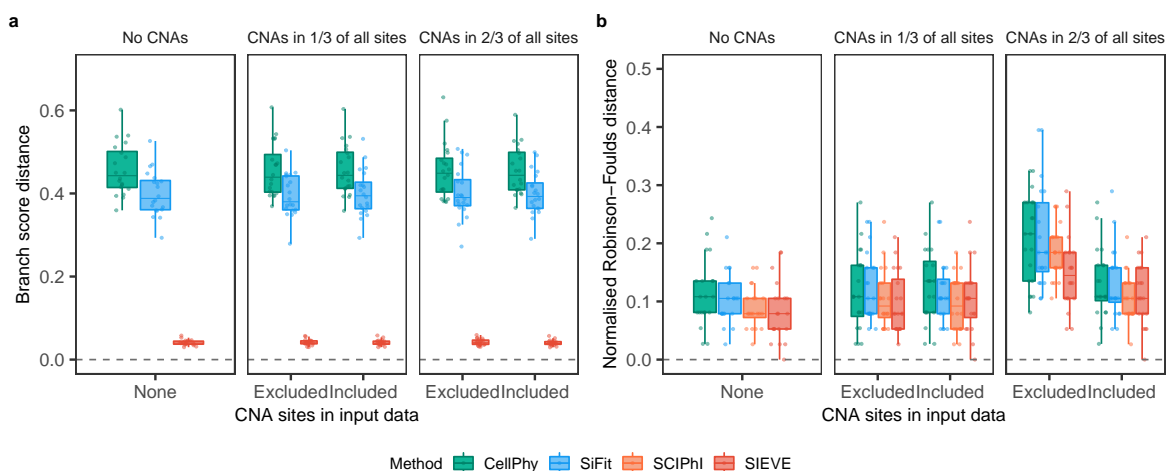 a
No CNAs
CNAs in 1/3 of all sites
CNAs in 2/3 of all sites
Branch score distance
0.6
0.4
0.2
0.0
None
Excluded
Included
Excluded
Included
CNA sites in input data
b
No CNAs
CNAs in 1/3 of all sites
CNAs in 2/3 of all sites
Normalised Robinson−Foulds distance
0.5
0.4
0.3
0.2
0.1
0.0
None
Excluded
Included
Excluded
Included
CNA sites in input data
Method CellPhy SiFit SCIPhI SIEVE